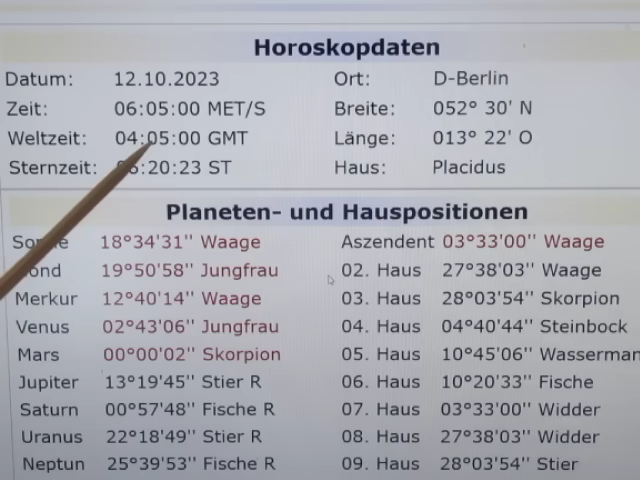 Horoskopdaten
Datum: 12.10.2023 Ort: D-Berlin
Zeit: 06:05:00 MET/S Breite: 052° 30' N
Weltzeit: 04:05:00 GMT Länge: 013° 22' O
Sternzeit: :20:23 ST Haus: Placidus
Planeten- und Hauspositionen
18°34'31" Waage Aszendent 03°33'00" Waage
19°50'58" Jungfrau 02. Haus 27°38'03" Waage
Merkur 12°40'14" Waage 03. Haus 28°03'54" Skorpion
Venus 02°43'06" Jungfrau 04. Haus 04°40'44" Steinbock
Mars 00°00'02" Skorpion 05. Haus 10°45'06" Wasserman
Jupiter 13°19'45" Stier R 06. Haus 10°20'33" Fische
Saturn 00°57'48" Fische R 07. Haus 03°33'00" Widder
Uranus 22°18'49" Stier R 08. Haus 27°38'03" Widder
Neptun 25°39'53" Fische R 09. Haus 28°03'54" Stier